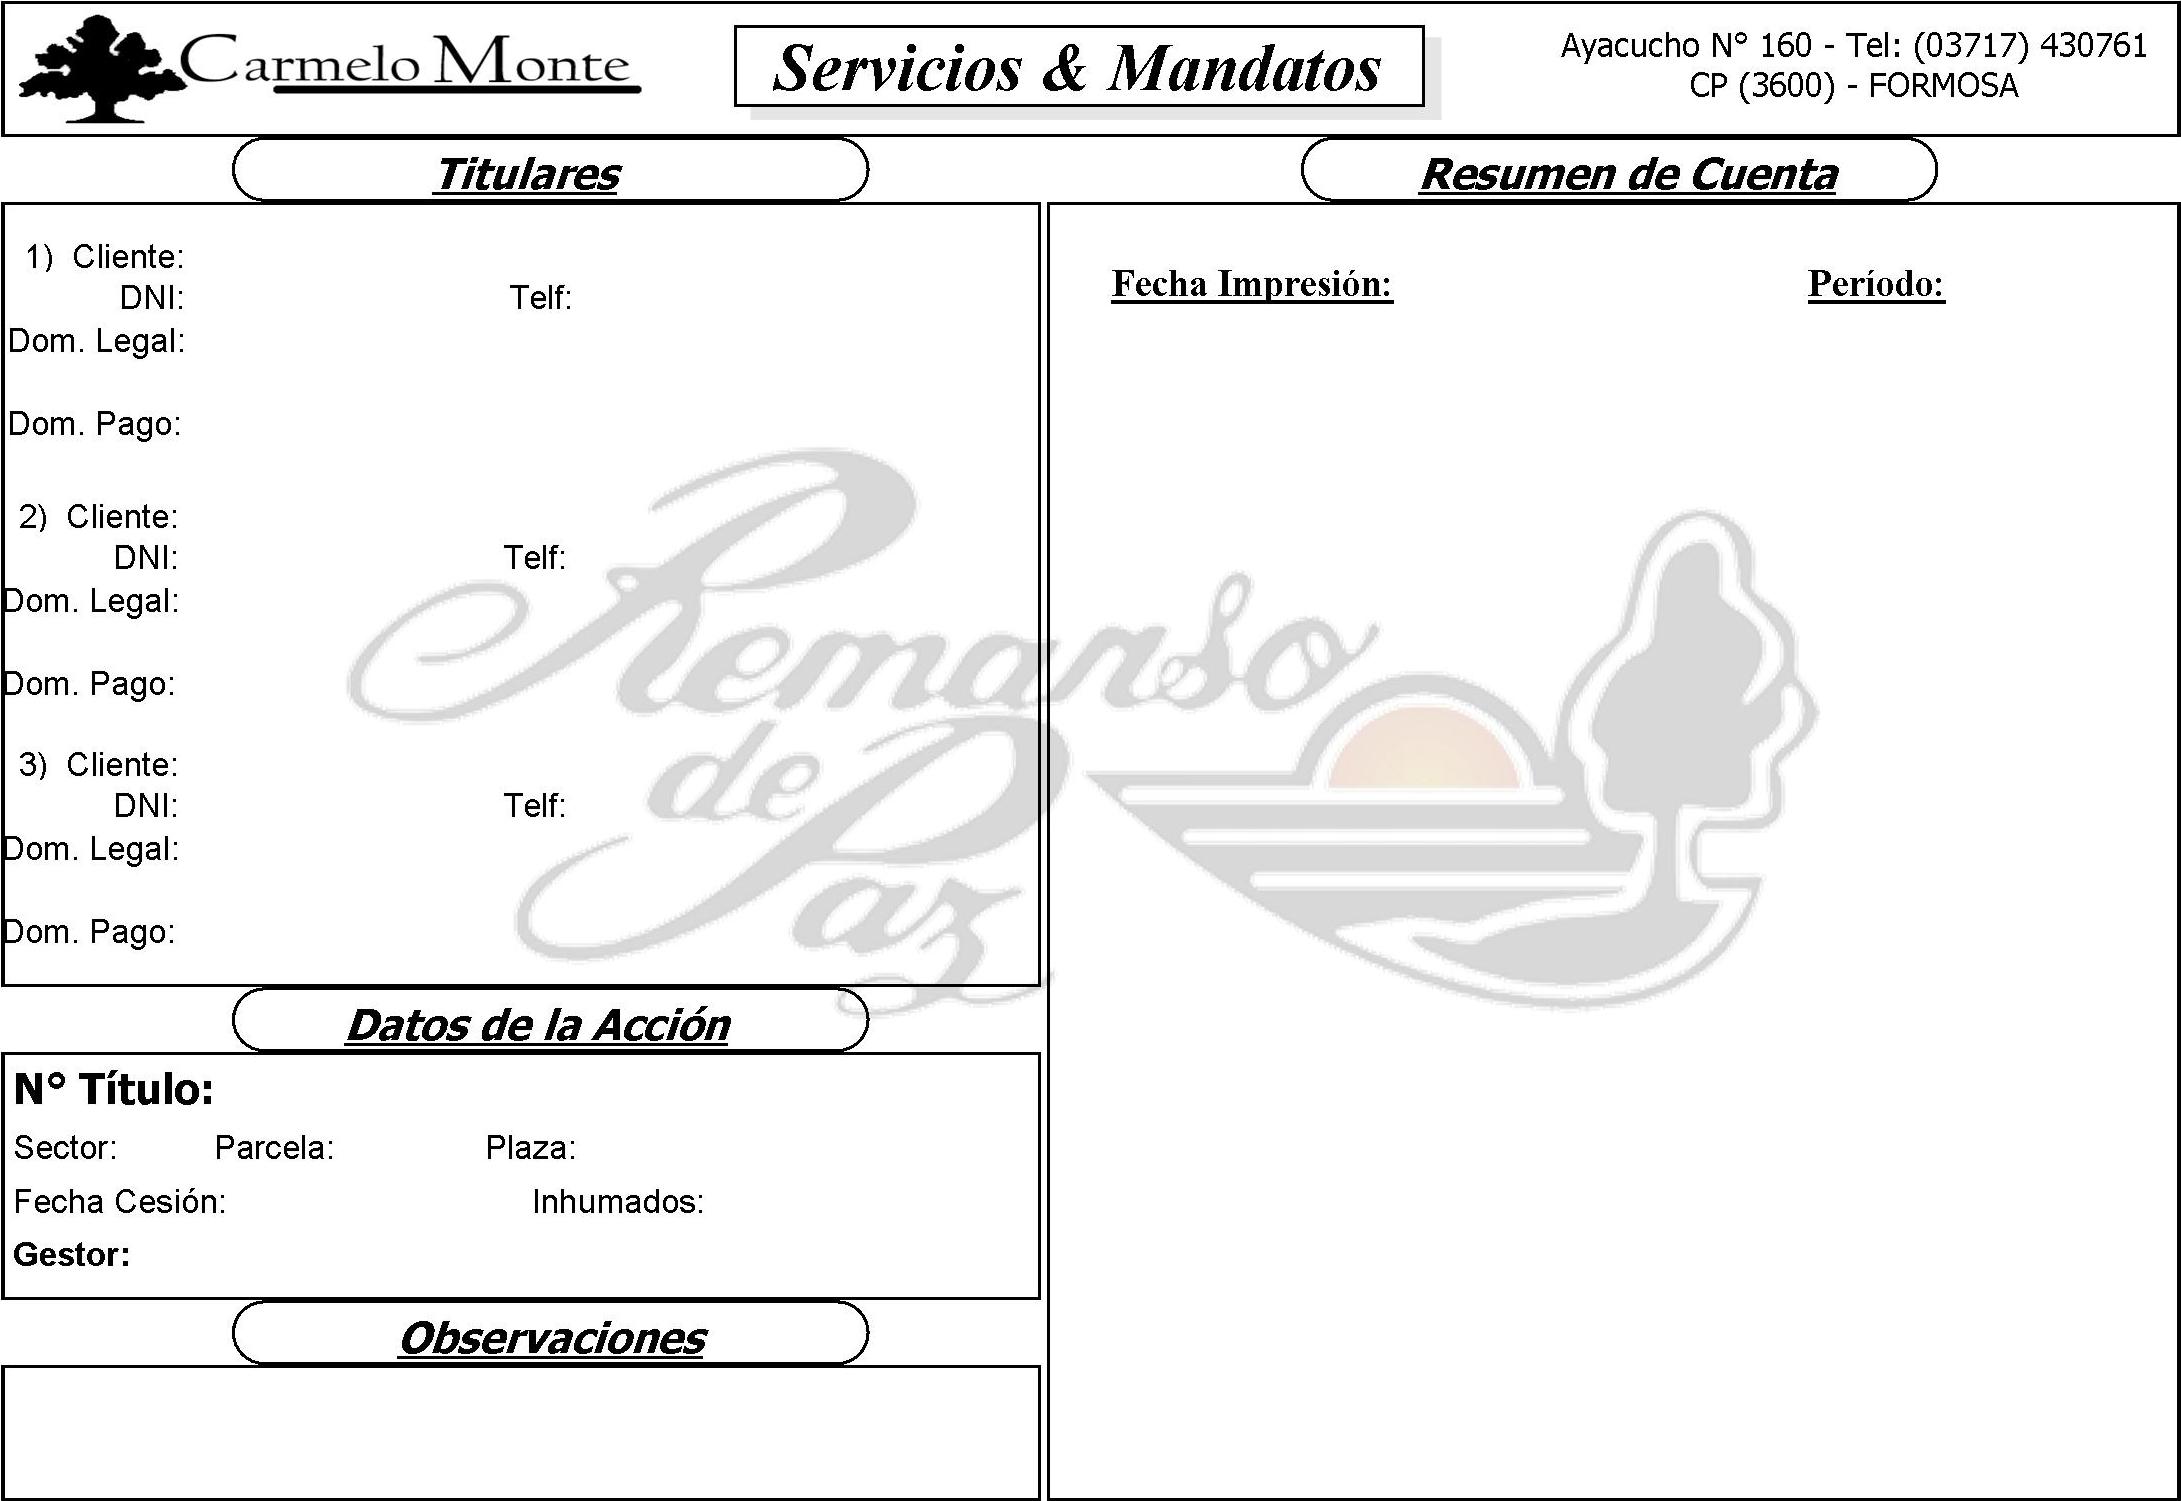 Carmelo Monte
Servicios & Mandatos
Ayacucho N° 160 - Tel: (03717) 430761
CP (3600) - FORMOSA
Titulares
1) Cliente:
DNI: Telf:
Dom. Legal:
Dom. Pago:
2) Cliente:
DNI: Telf:
Dom. Legal:
Dom. Pago:
3) Cliente:
DNI: Telf:
Dom. Legal:
Dom. Pago:
Datos de la Acción
N° Título:
Sector: Parcela: Plaza:
Fecha Cesión: Inhumados:
Gestor:
Observaciones
Resumen de Cuenta
Fecha Impresión: Período:
Remanso
de
Paz